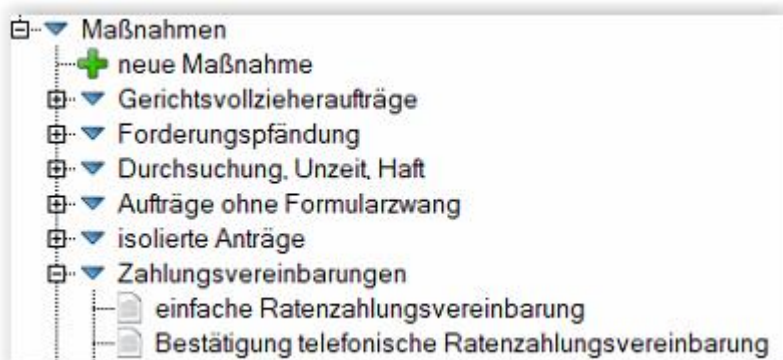 Maßnahmen
neue Maßnahme
Gerichtsvollzieheraufträge
Forderungspfändung
Durchsuchung, Unzeit, Haft
Aufträge ohne Formularzwang
isolierte Anträge
Zahlungsvereinbarungen
einfache Ratenzahlungsvereinbarung
Bestätigung telefonische Ratenzahlungsvereinbarung